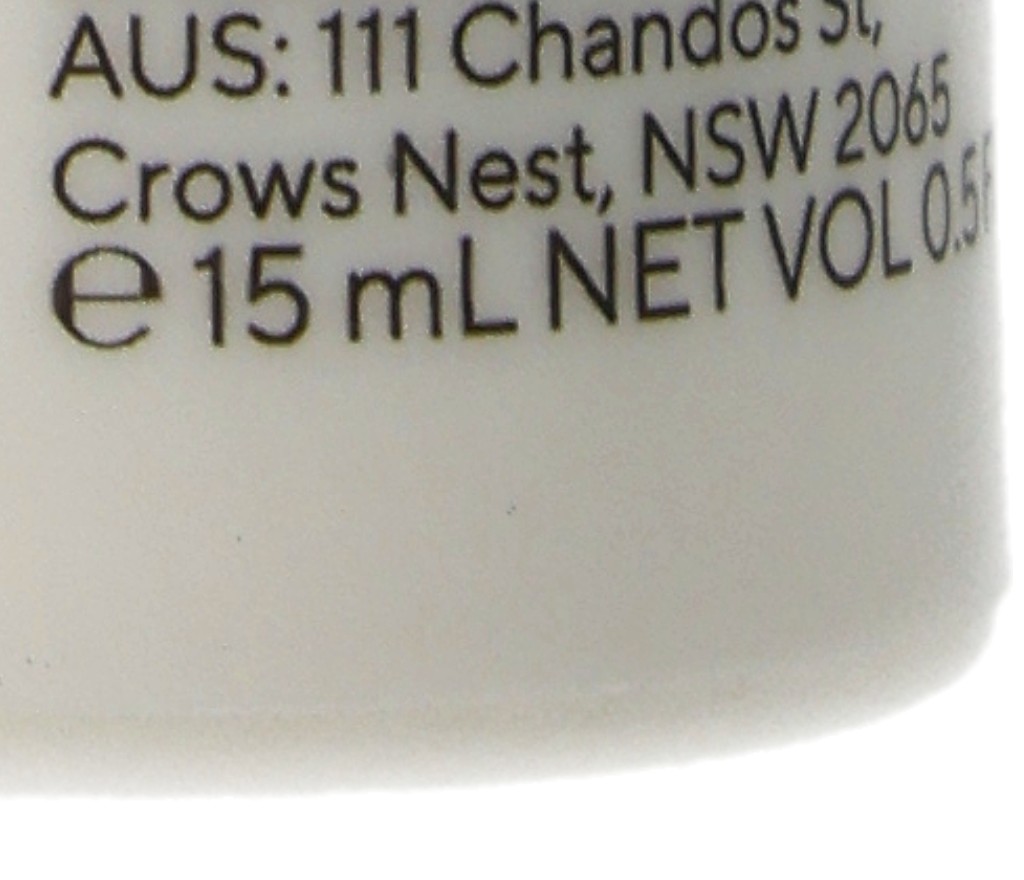 AUS: 111 Chandos St,
Crows Nest, NSW 2065
℮ 15 mL NET VOL 0.5